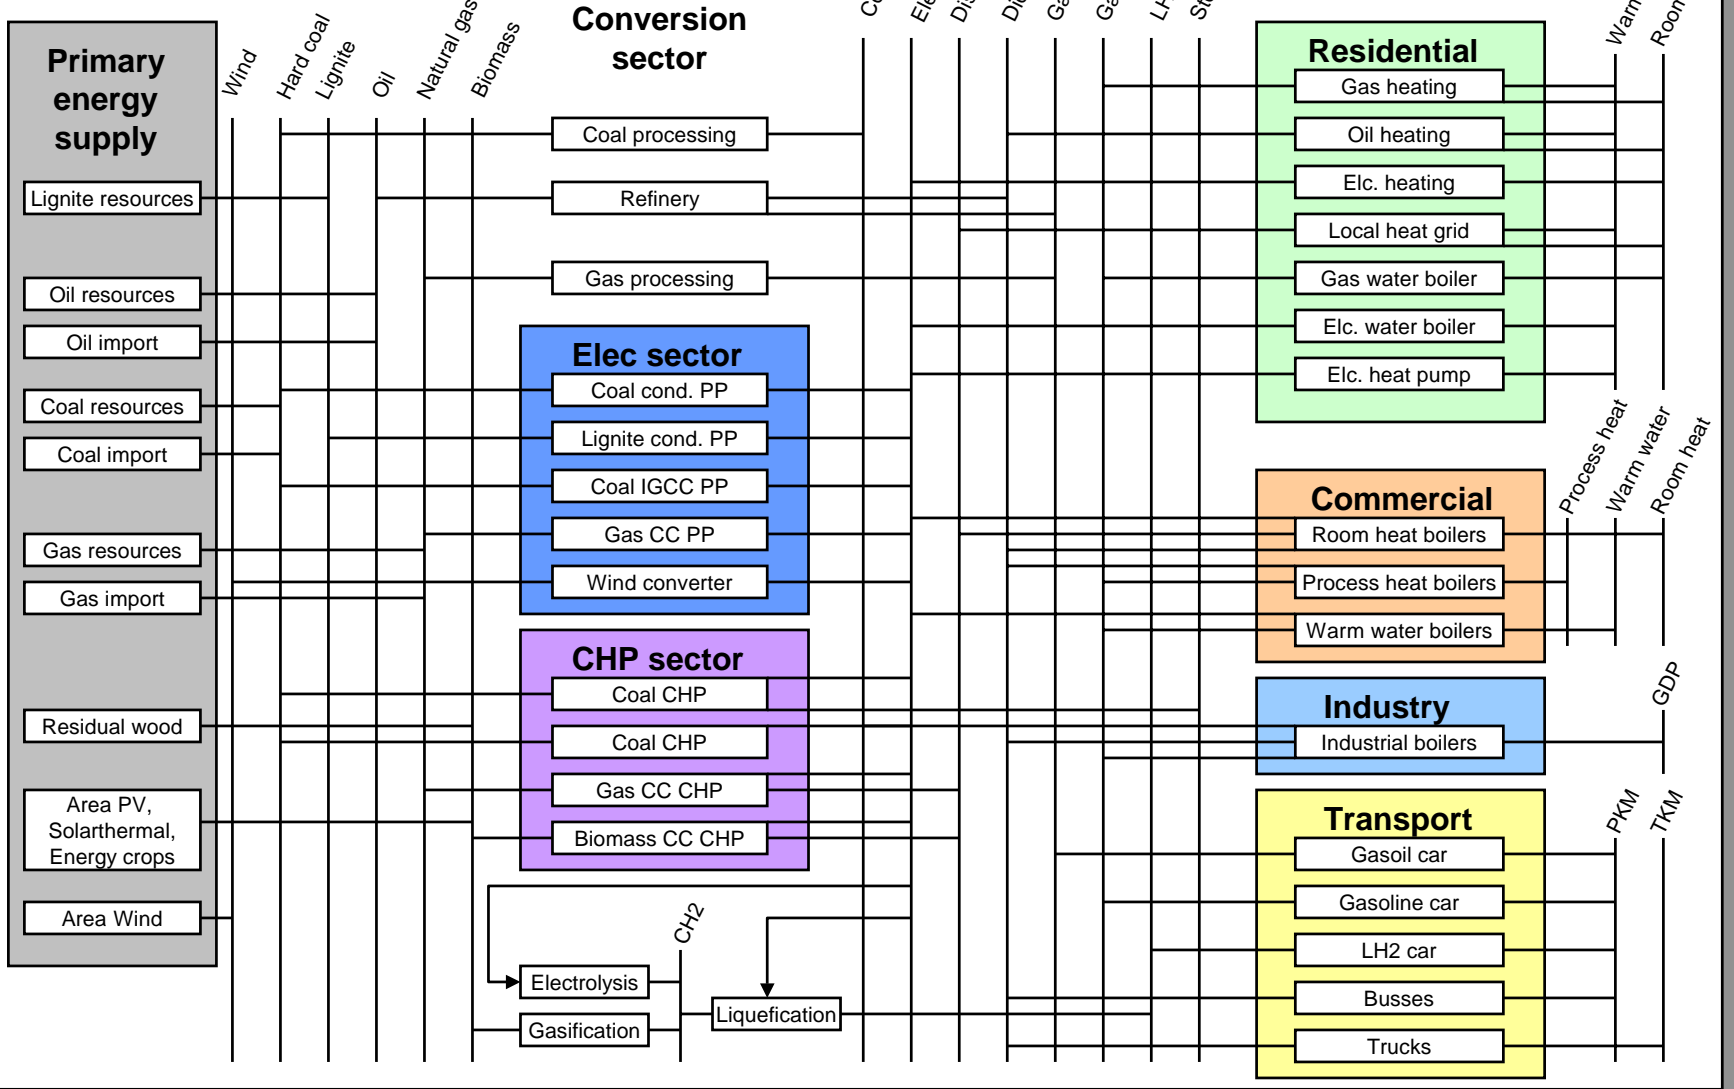 Conversion
sector
Primary
energy
supply
Wind
Hard coal
Lignite
Oil
Natural gas
Biomass
Residential
Gas heating
Oil heating
Elc. heating
Local heat grid
Gas water boiler
Elc. water boiler
Elc. heat pump
Coal processing
Refinery
Gas processing
Lignite resources
Oil resources
Oil import
Coal resources
Coal import
Gas resources
Gas import
Residual wood
Area PV,
Solarthermal,
Energy crops
Area Wind
Elec sector
Coal cond. PP
Lignite cond. PP
Coal IGCC PP
Gas CC PP
Wind converter
CHP sector
Coal CHP
Coal CHP
Gas CC CHP
Biomass CC CHP
CH2
Electrolysis
Gasification
Liquefication
Warm
Room
Process heat
Warm water
Room heat
Commercial
Room heat boilers
Process heat boilers
Warm water boilers
GDP
Industry
Industrial boilers
PKM
TKM
Transport
Gasoil car
Gasoline car
LH2 car
Busses
Trucks